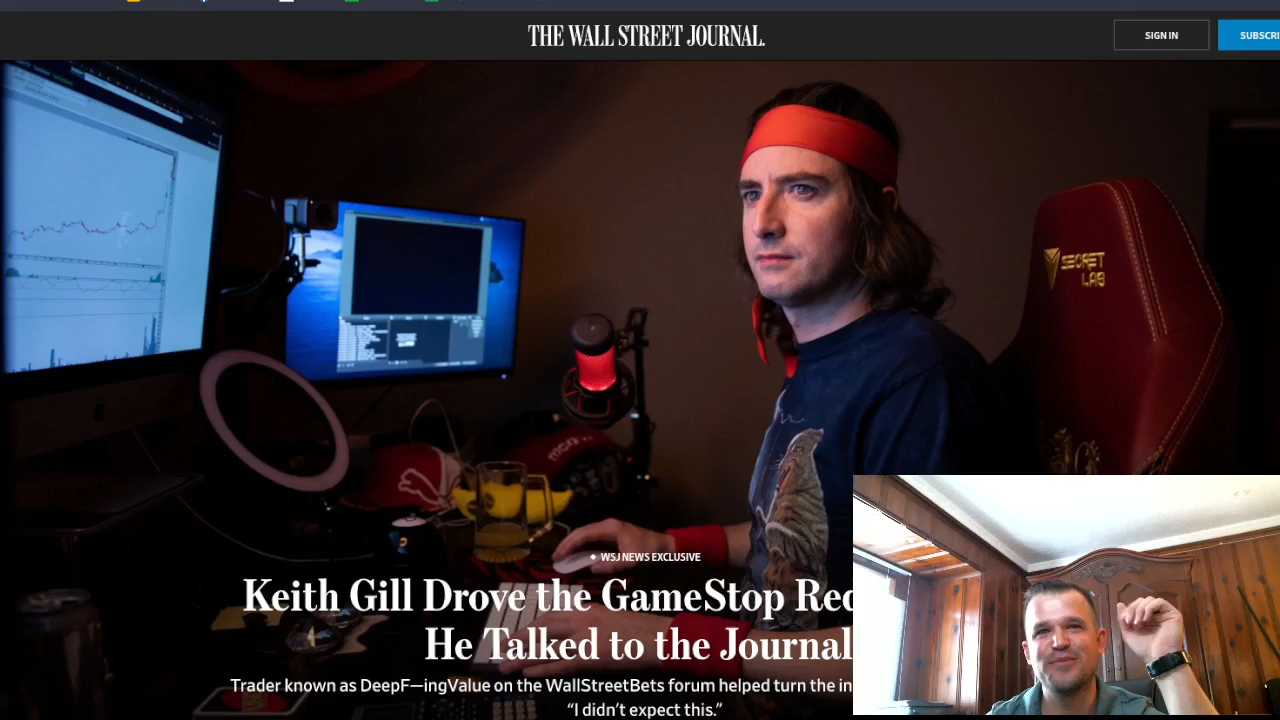 THE WALL STREET JOURNAL.
SIGN IN
SUBSCRI
SECRET
LAB
WSJ NEWS EXCLUSIVE
Keith Gill Drove the GameStop Red
He Talked to the Journal
Trader known as DeepF—ingValue on the WallStreetBets forum helped turn the in
“I didn’t expect this.”